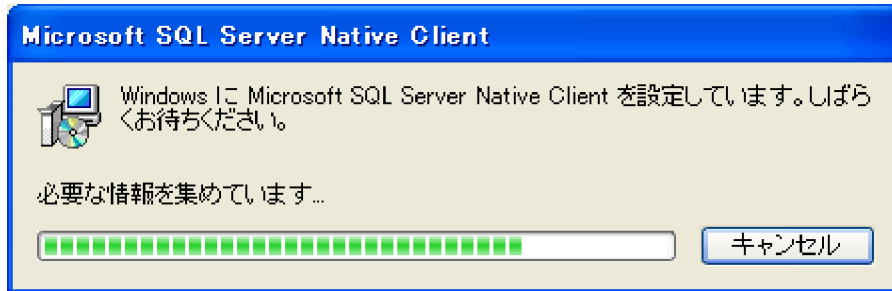 Microsoft SQL Server Native Client
Windows に Microsoft SQL Server Native Client を設定しています。しばら
くお待ちください。
必要な情報を集めています...
キャンセル